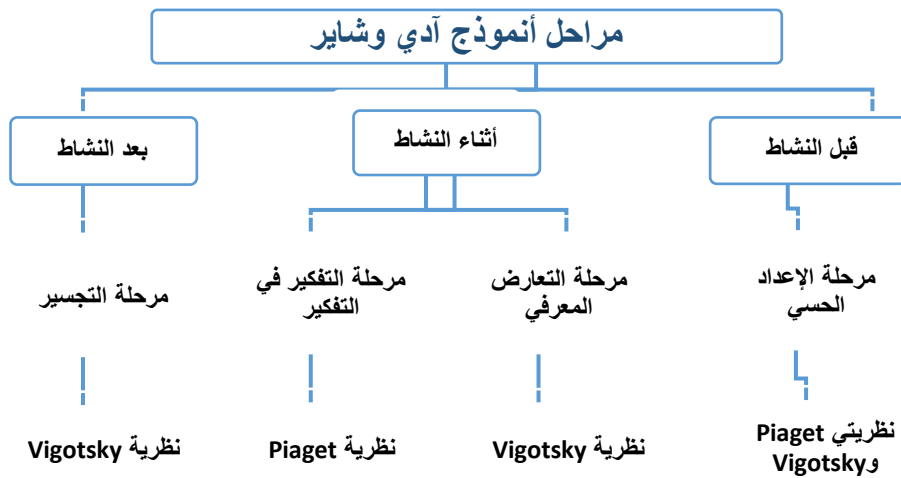 مراحل أنموذج آدي وشاير
قبل النشاط
أثناء النشاط
بعد النشاط
مرحلة الإعداد
الحسي
مرحلة التعارض
المعرفي
مرحلة التفكير في
التفكير
مرحلة التجسير
نظريتي Piaget
وVigotsky
نظرية Vigotsky
نظرية Piaget
نظرية Vigotsky